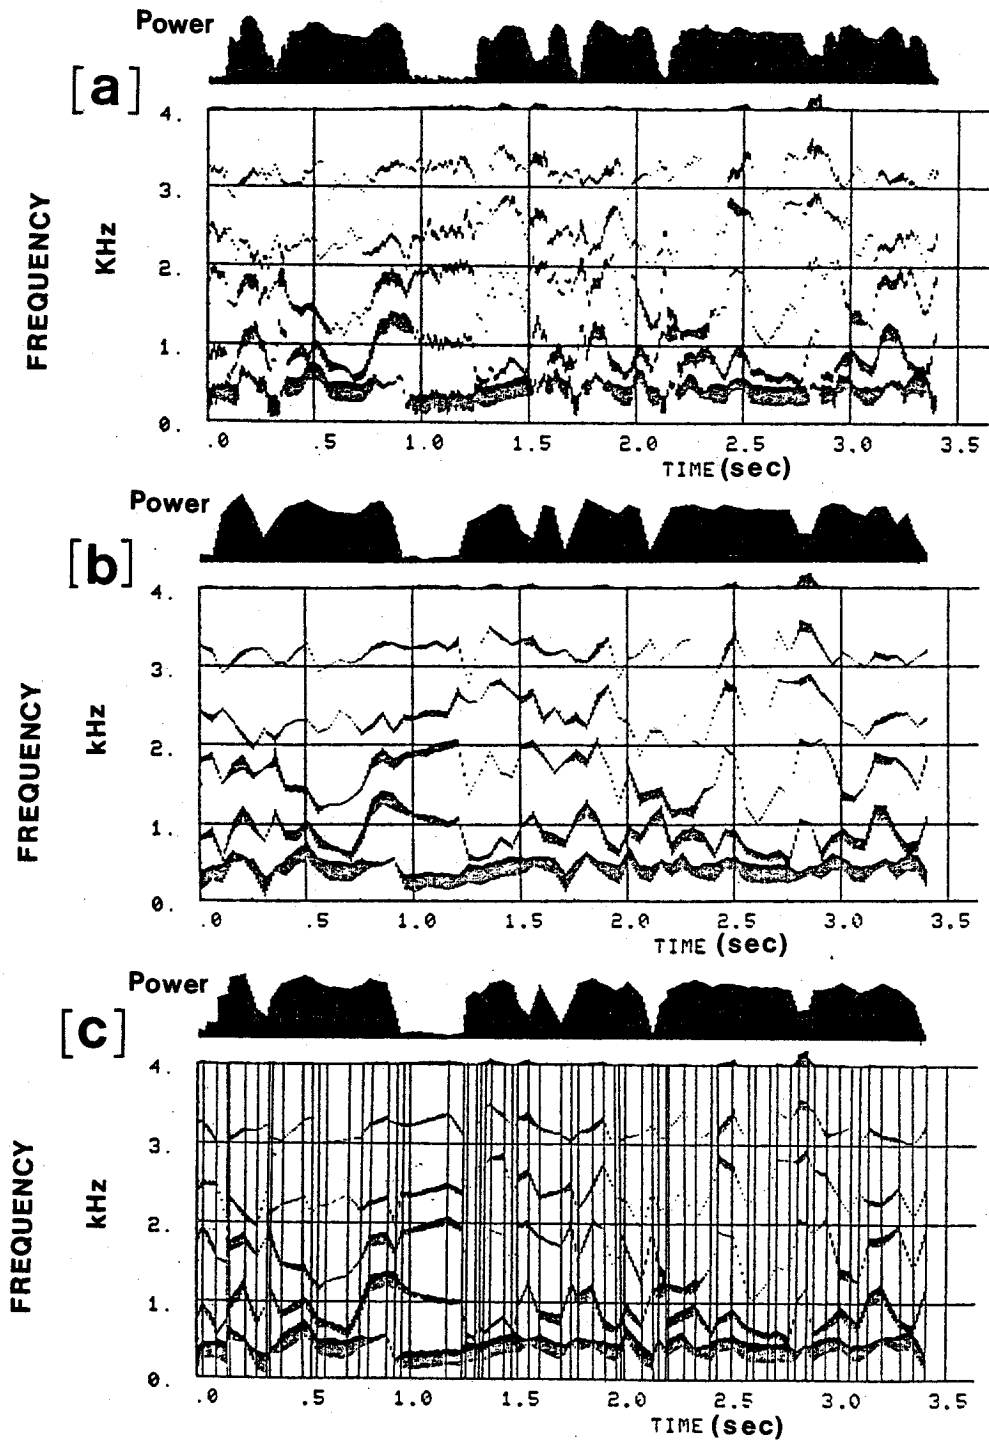 Power
[a]
4.
3.
2.
1.
0.
FREQUENCY
KHz
.0 .5 1.0 1.5 2.0 2.5 3.0 3.5
TIME (sec)
Power
[b]
4.
3.
2.
1.
0.
FREQUENCY
kHz
.0 .5 1.0 1.5 2.0 2.5 3.0 3.5
TIME (sec)
Power
[c]
4.
3.
2.
1.
0.
FREQUENCY
kHz
.0 .5 1.0 1.5 2.0 2.5 3.0 3.5
TIME (sec)